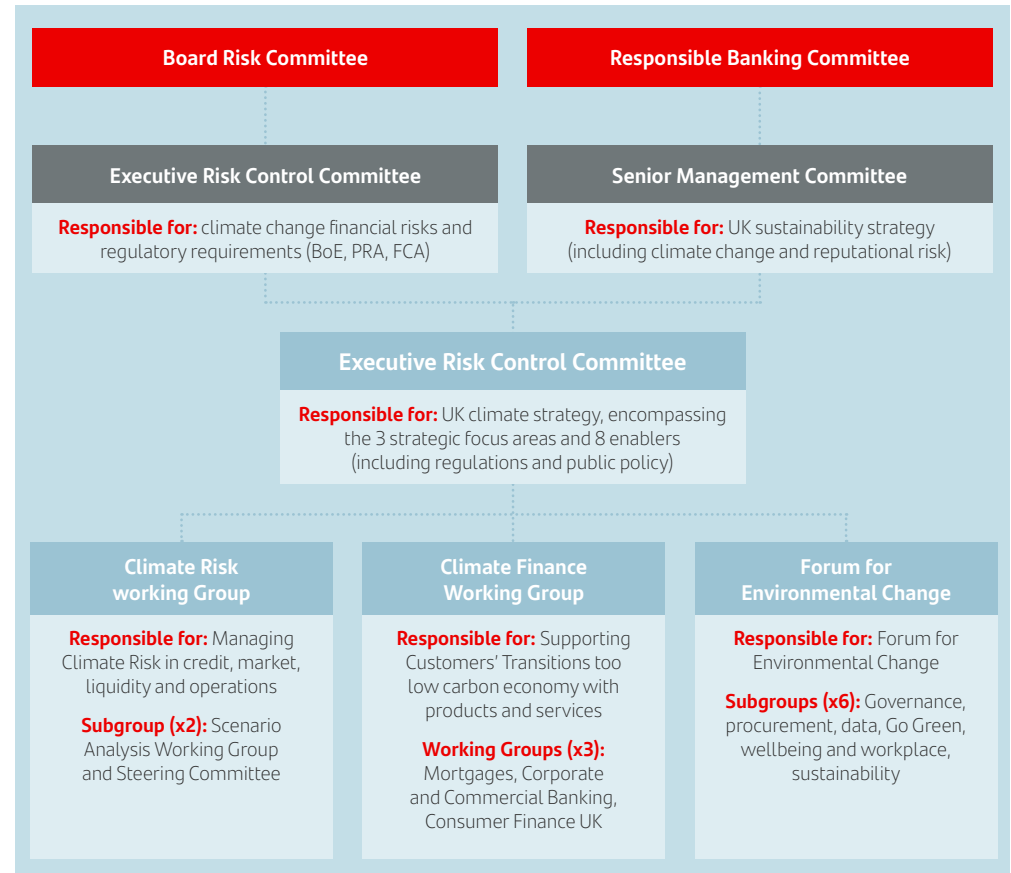 Board Risk Committee
Responsible Banking Committee
Executive Risk Control Committee
Responsible for: climate change financial risks and
regulatory requirements (BoE, PRA, FCA)
Senior Management Committee
Responsible for: UK sustainability strategy
(including climate change and reputational risk)
Executive Risk Control Committee
Responsible for: UK climate strategy, encompassing
the 3 strategic focus areas and 8 enablers
(including regulations and public policy)
Climate Risk
working Group
Responsible for: Managing
Climate Risk in credit, market,
liquidity and operations
Subgroup (x2): Scenario
Analysis Working Group
and Steering Committee
Climate Finance
Working Group
Responsible for: Supporting
Customers’ Transitions too
low carbon economy with
products and services
Working Groups (x3):
Mortgages, Corporate
and Commercial Banking,
Consumer Finance UK
Forum for
Environmental Change
Responsible for: Forum for
Environmental Change
Subgroups (x6): Governance,
procurement, data, Go Green,
wellbeing and workplace,
sustainability